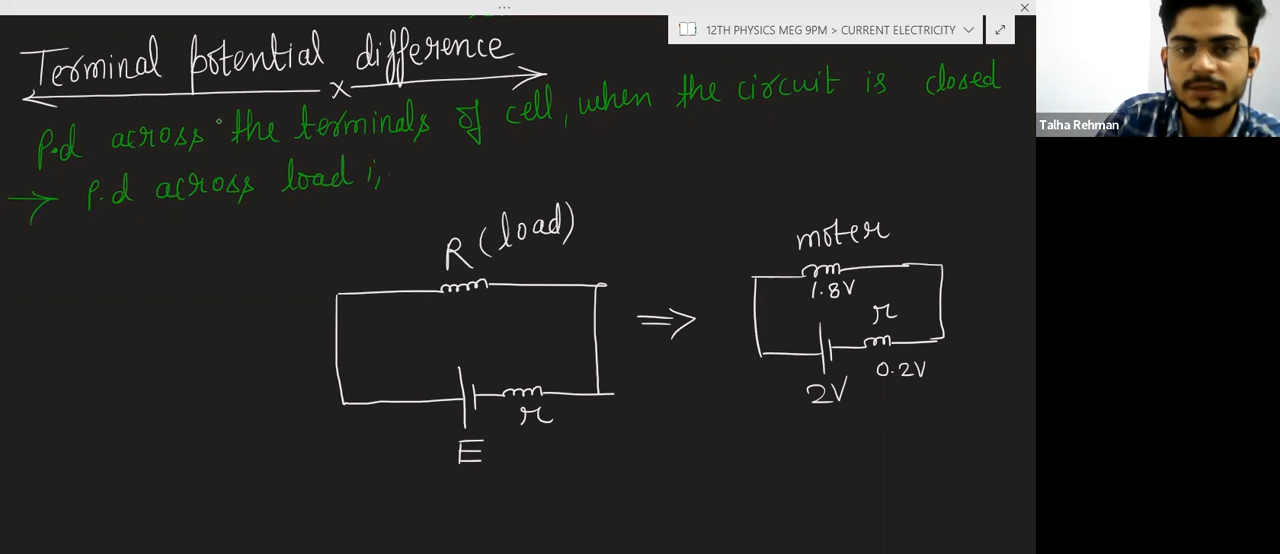 12TH PHYSICS MEG 9PM > CURRENT ELECTRICITY
Talha Rehman
Terminal potential difference
P.d across the terminals of cell, when the circuit is closed
→ P.d across load i,
R (load)
r
E
⇒
moter
1.8V
r
0.2V
2V